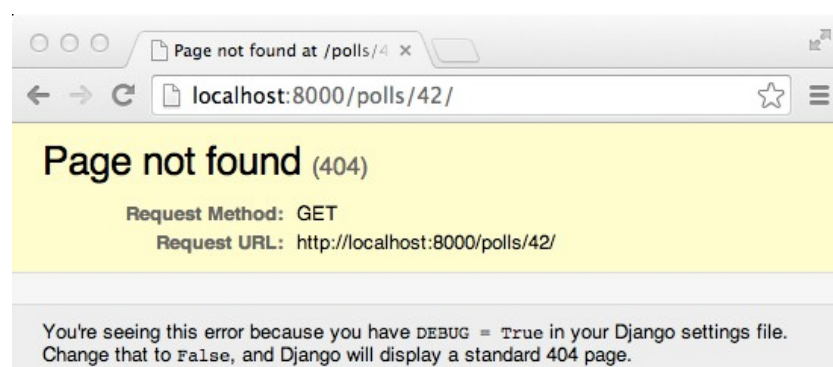 Page not found at /polls/4
localhost:8000/polls/42/
Page not found (404)
Request Method: GET
Request URL: http://localhost:8000/polls/42/
You're seeing this error because you have DEBUG = True in your Django settings file.
Change that to False, and Django will display a standard 404 page.